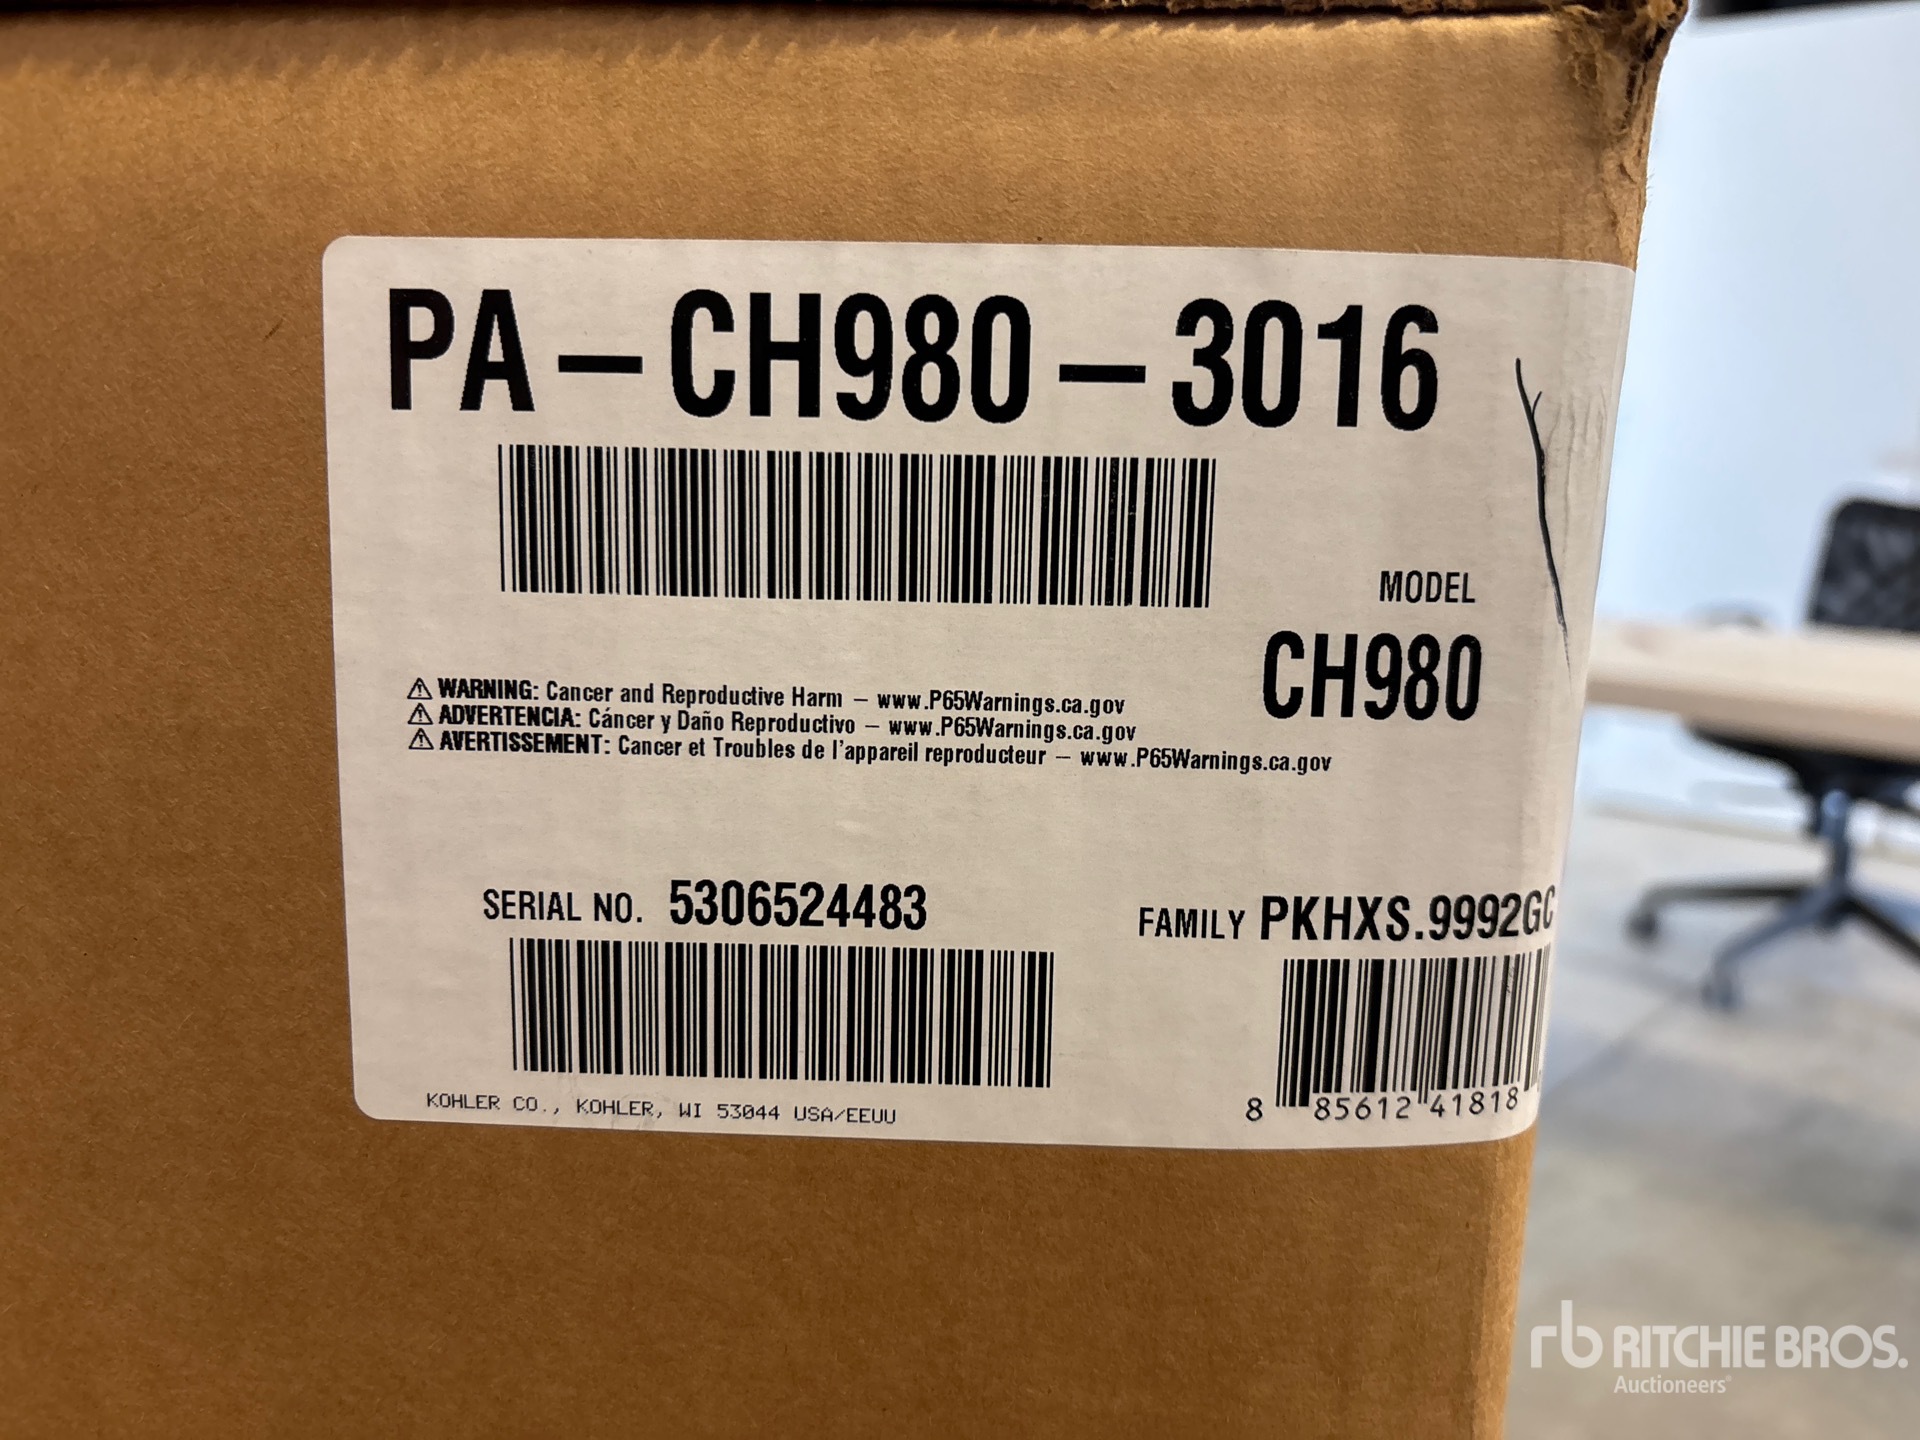 PA-CH980-3016
MODEL
CH980
⚠ WARNING: Cancer and Reproductive Harm – www.P65Warnings.ca.gov
⚠ ADVERTENCIA: Cáncer y Daño Reproductivo – www.P65Warnings.ca.gov
⚠ AVERTISSEMENT: Cancer et Troubles de l'appareil reproducteur – www.P65Warnings.ca.gov
SERIAL NO. 5306524483
FAMILY PKHXS.9992GC
8 85612 41818
KOHLER CO., KOHLER, WI 53044 USA/EEUU
rb RITCHIE BROS.
Auctioneers